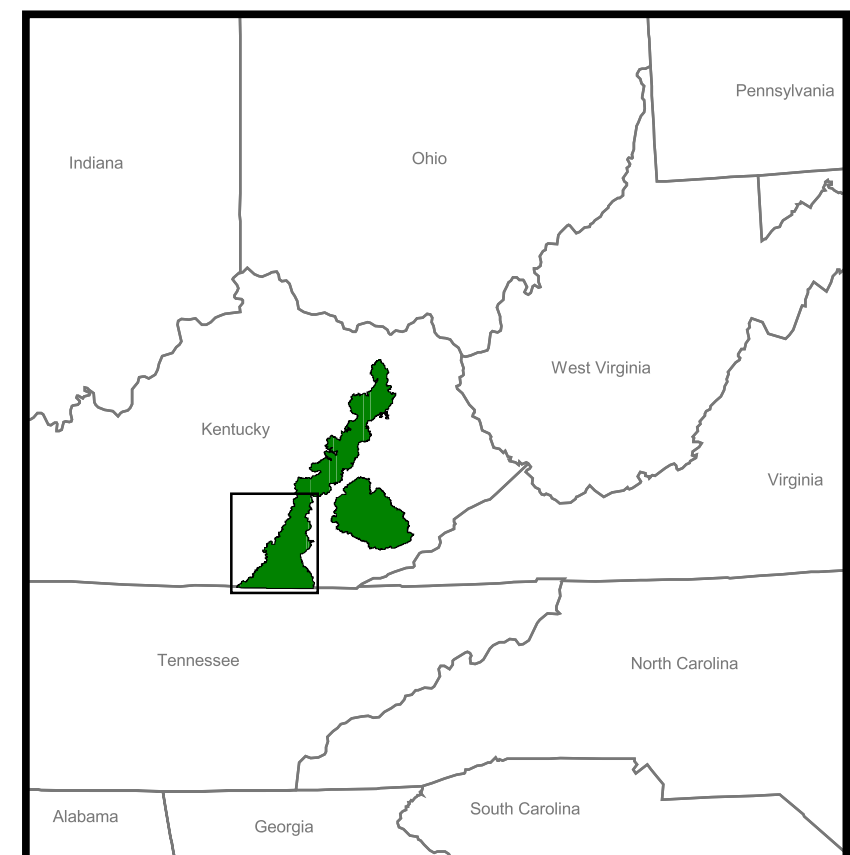 Pennsylvania
Ohio
Indiana
West Virginia
Kentucky
Virginia
Tennessee
North Carolina
South Carolina
Alabama
Georgia